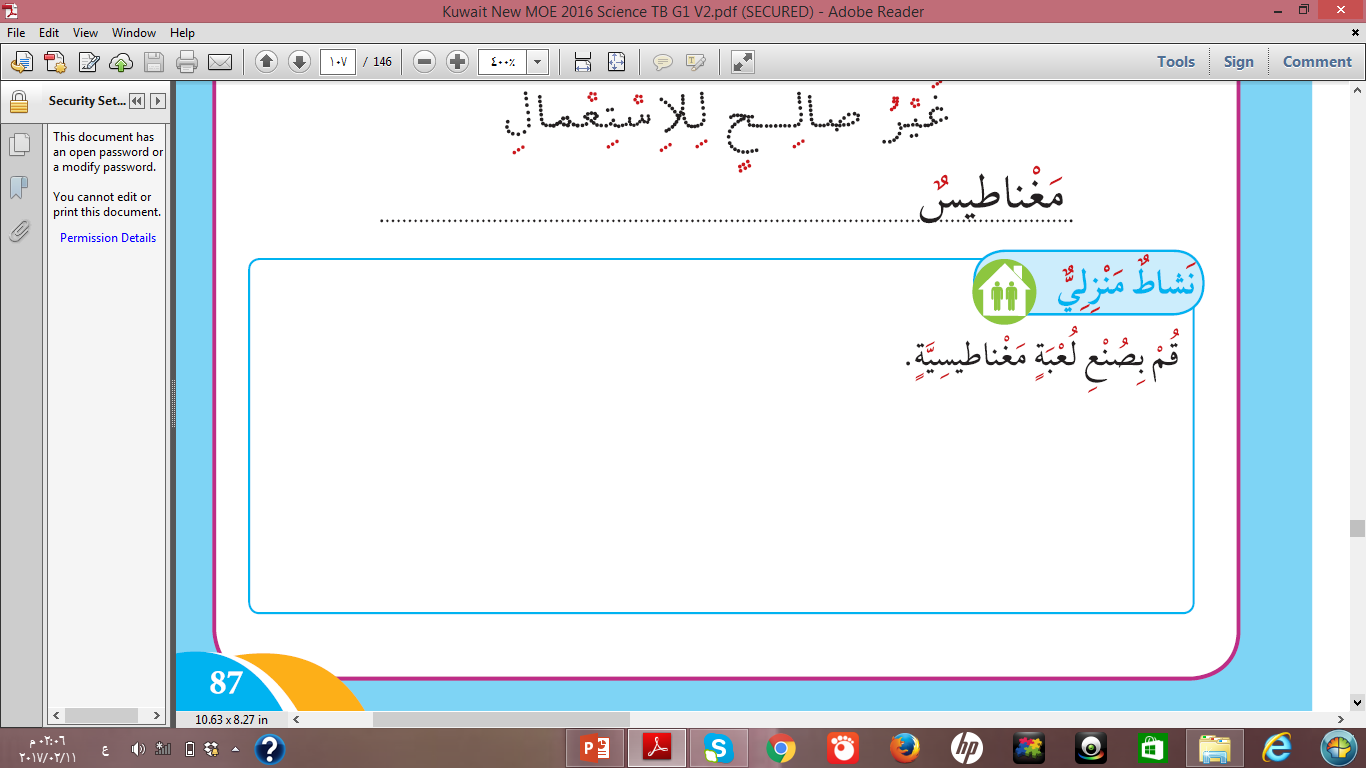 Kuwait New MOE 2016 Science TB G1 V2.pdf (SECURED) - Adobe Reader
File Edit View Window Help
١٠٧ / 146 ٤٠٠٪ Tools Sign Comment
Security Set...
This document has
an open password or
a modify password.
You cannot edit or
print this document.
Permission Details
غَيْرُ صالِحٍ لِلِاسْتِعْمالِ
مَغْناطيسٌ
نَشاطٌ مَنْزِلِيٌّ
قُمْ بِصُنْعِ لُعْبَةٍ مَغْناطيسِيَّةٍ.
87
10.63 x 8.27 in
٠٢:٠٦ م
٢٠١٧/٠٢/١١
ع